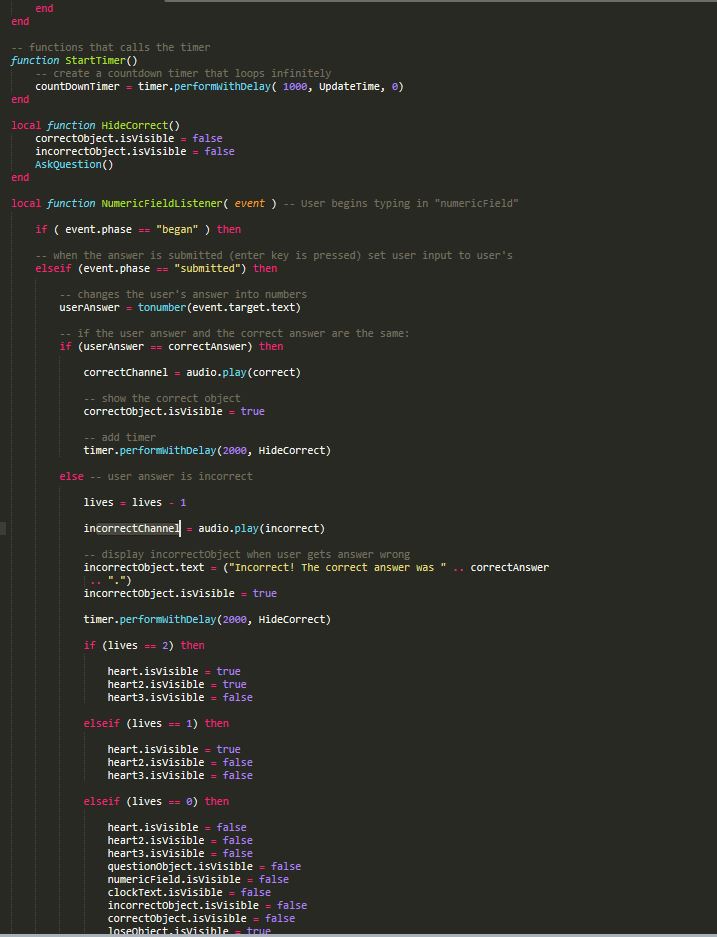 end
end

-- functions that calls the timer
function StartTimer()
    -- create a countdown timer that loops infinitely
    countDownTimer = timer.performWithDelay( 1000, UpdateTime, 0)
end

local function HideCorrect()
    correctObject.isVisible = false
    incorrectObject.isVisible = false
    AskQuestion()
end

local function NumericFieldListener( event ) -- User begins typing in "numericField"

    if ( event.phase == "began" ) then

    -- when the answer is submitted (enter key is pressed) set user input to user's
    elseif (event.phase == "submitted") then

        -- changes the user's answer into numbers
        userAnswer = tonumber(event.target.text)

        -- if the user answer and the correct answer are the same:
        if (userAnswer == correctAnswer) then

            correctChannel = audio.play(correct)

            -- show the correct object
            correctObject.isVisible = true

            -- add timer
            timer.performWithDelay(2000, HideCorrect)

        else -- user answer is incorrect

            lives = lives - 1

            incorrectChannel = audio.play(incorrect)

            -- display incorrectObject when user gets answer wrong
            incorrectObject.text = ("Incorrect! The correct answer was " .. correctAnswer
             .. ".")
            incorrectObject.isVisible = true

            timer.performWithDelay(2000, HideCorrect)

            if (lives == 2) then

                heart.isVisible = true
                heart2.isVisible = true
                heart3.isVisible = false

            elseif (lives == 1) then

                heart.isVisible = true
                heart2.isVisible = false
                heart3.isVisible = false

            elseif (lives == 0) then

                heart.isVisible = false
                heart2.isVisible = false
                heart3.isVisible = false
                questionObject.isVisible = false
                numericField.isVisible = false
                clockText.isVisible = false
                incorrectObject.isVisible = false
                correctObject.isVisible = false
                loseObject.isVisible = true